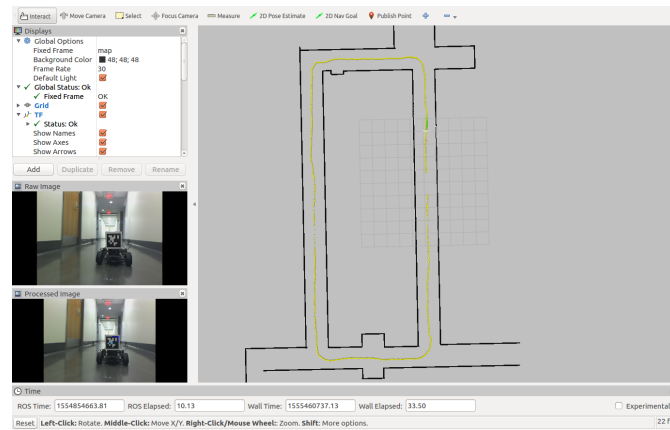 Interact Move Camera Select Focus Camera Measure 2D Pose Estimate 2D Nav Goal Publish Point
Displays
Global Options
Fixed Frame map
Background Color 48; 48; 48
Frame Rate 30
Default Light
Global Status: Ok
Fixed Frame OK
Grid
TF
Status: Ok
Show Names
Show Axes
Show Arrows
Add Duplicate Remove Rename
Raw Image
Processed Image
Time
ROS Time: 1554854663.81 ROS Elapsed: 10.13 Wall Time: 1555460737.13 Wall Elapsed: 33.50 Experimental
Reset Left-Click: Rotate. Middle-Click: Move X/Y. Right-Click/Mouse Wheel: Zoom. Shift: More options. 22 f